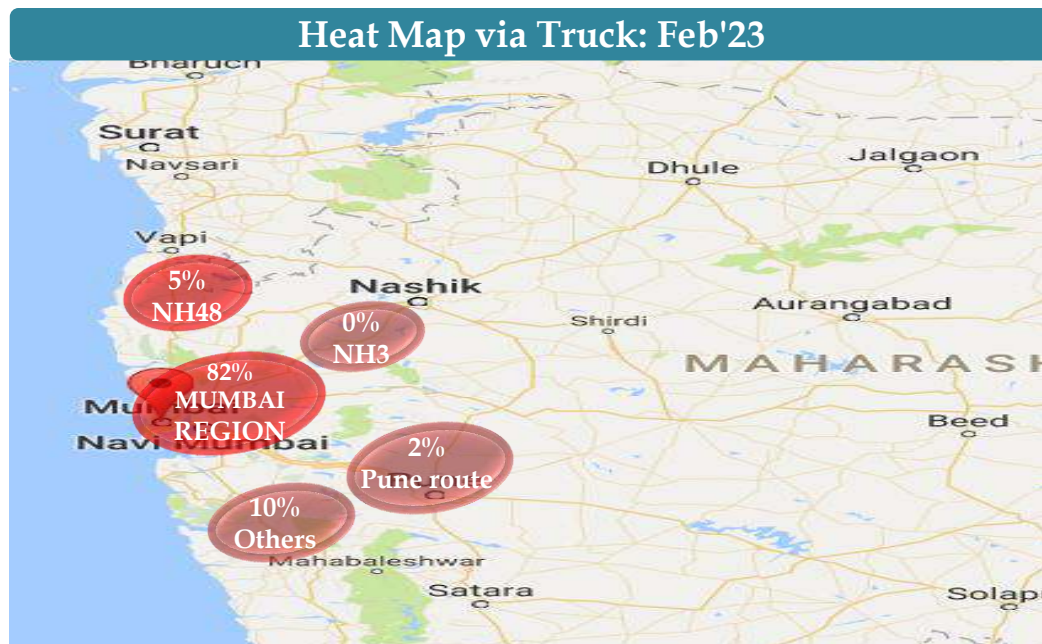 Heat Map via Truck: Feb'23
Bharuch
Surat
Navsari
Dhule
Jalgaon
Vapi
5%
NH48
Nashik
Aurangabad
Shirdi
0%
NH3
MAHARASH
82%
MUMBAI
REGION
Mumbai
Navi Mumbai
Beed
2%
Pune route
10%
Others
Mahabaleshwar
Satara
Solap